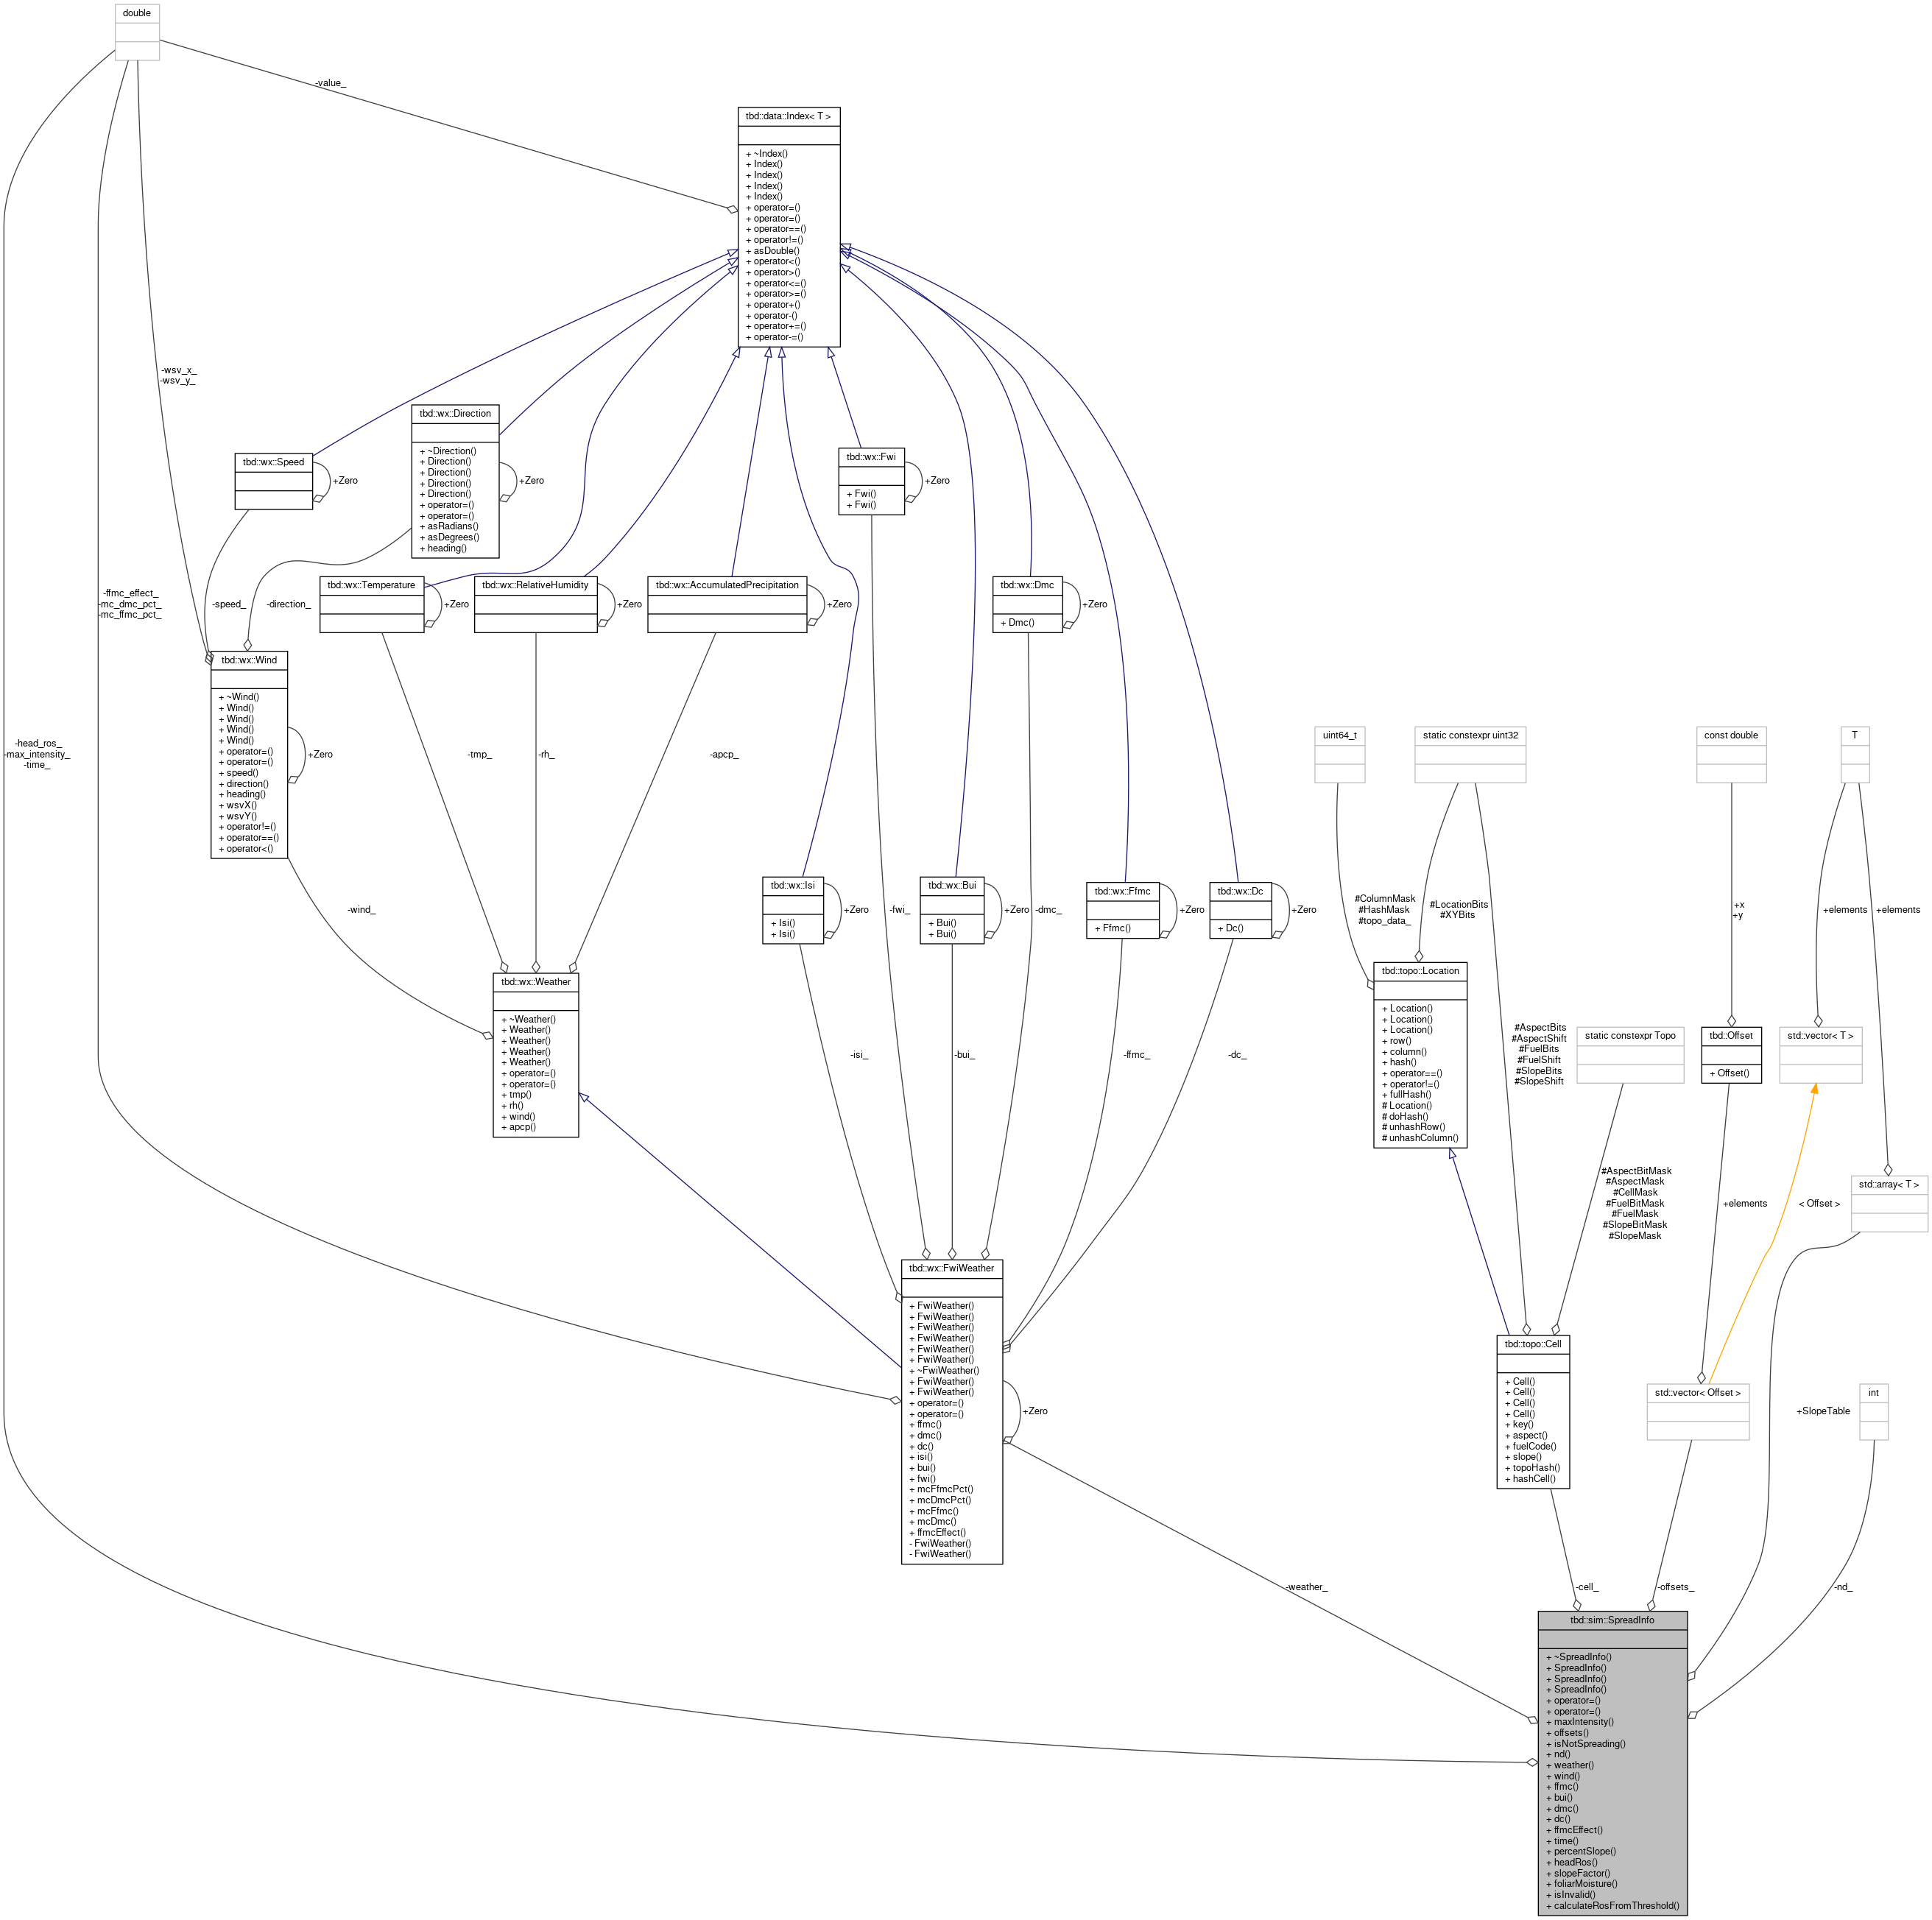 double
-value_
tbd::data::Index< T >
+ ~Index()
+ Index()
+ Index()
+ Index()
+ Index()
+ operator=()
+ operator=()
+ operator==()
+ operator!=()
+ asDouble()
+ operator<()
+ operator>()
+ operator<=()
+ operator>=()
+ operator+()
+ operator-()
+ operator+=()
+ operator-=()
-wsv_x_
-wsv_y_
tbd::wx::Speed
+Zero
tbd::wx::Direction
+ ~Direction()
+ Direction()
+ Direction()
+ Direction()
+ Direction()
+ operator=()
+ operator=()
+ asRadians()
+ asDegrees()
+ heading()
+Zero
tbd::wx::Fwi
+ Fwi()
+ Fwi()
+Zero
-ffmc_effect_
-mc_dmc_pct_
-mc_ffmc_pct_
-speed_
-direction_
tbd::wx::Temperature
+Zero
tbd::wx::RelativeHumidity
+Zero
tbd::wx::AccumulatedPrecipitation
+Zero
tbd::wx::Dmc
+ Dmc()
+Zero
tbd::wx::Wind
+ ~Wind()
+ Wind()
+ Wind()
+ Wind()
+ Wind()
+ operator=()
+ operator=()
+ speed()
+ direction()
+ heading()
+ wsvX()
+ wsvY()
+ operator!=()
+ operator==()
+ operator<()
+Zero
-head_ros_
-max_intensity_
-time_
-tmp_
-rh_
-apcp_
uint64_t
static constexpr uint32
const double
T
-wind_
tbd::wx::Isi
+ Isi()
+ Isi()
+Zero
-fwi_
tbd::wx::Bui
+ Bui()
+ Bui()
+Zero
-dmc_
tbd::wx::Ffmc
+ Ffmc()
+Zero
tbd::wx::Dc
+ Dc()
+Zero
#ColumnMask
#HashMask
#topo_data_
#LocationBits
#XYBits
+x
+y
+elements
+elements
tbd::wx::Weather
+ ~Weather()
+ Weather()
+ Weather()
+ Weather()
+ Weather()
+ operator=()
+ operator=()
+ tmp()
+ rh()
+ wind()
+ apcp()
-isi_
-bui_
-ffmc_
-dc_
tbd::topo::Location
+ Location()
+ Location()
+ Location()
+ row()
+ column()
+ hash()
+ operator==()
+ operator!=()
+ fullHash()
# Location()
# doHash()
# unhashRow()
# unhashColumn()
#AspectBits
#AspectShift
#FuelBits
#FuelShift
#SlopeBits
#SlopeShift
static constexpr Topo
tbd::Offset
+ Offset()
std::vector< T >
#AspectBitMask
#AspectMask
#CellMask
#FuelBitMask
#FuelMask
#SlopeBitMask
#SlopeMask
+elements
< Offset >
std::array< T >
tbd::wx::FwiWeather
+ FwiWeather()
+ FwiWeather()
+ FwiWeather()
+ FwiWeather()
+ FwiWeather()
+ FwiWeather()
+ ~FwiWeather()
+ FwiWeather()
+ FwiWeather()
+ operator=()
+ operator=()
+ ffmc()
+ dmc()
+ dc()
+ isi()
+ bui()
+ fwi()
+ mcFfmcPct()
+ mcDmcPct()
+ mcFfmc()
+ mcDmc()
+ ffmcEffect()
- FwiWeather()
- FwiWeather()
+Zero
tbd::topo::Cell
+ Cell()
+ Cell()
+ Cell()
+ Cell()
+ key()
+ aspect()
+ fuelCode()
+ slope()
+ topoHash()
+ hashCell()
std::vector< Offset >
+SlopeTable
int
-weather_
-cell_
-offsets_
-nd_
tbd::sim::SpreadInfo
+ ~SpreadInfo()
+ SpreadInfo()
+ SpreadInfo()
+ SpreadInfo()
+ operator=()
+ operator=()
+ maxIntensity()
+ offsets()
+ isNotSpreading()
+ nd()
+ weather()
+ wind()
+ ffmc()
+ bui()
+ dmc()
+ dc()
+ ffmcEffect()
+ time()
+ percentSlope()
+ headRos()
+ slopeFactor()
+ foliarMoisture()
+ isInvalid()
+ calculateRosFromThreshold()